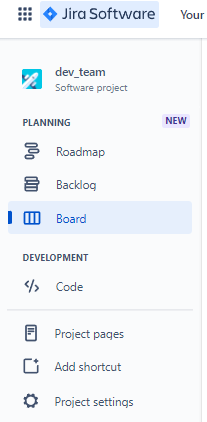 Jira Software
Your
dev_team
Software project
PLANNING
NEW
Roadmap
Backlog
Board
DEVELOPMENT
Code
Project pages
Add shortcut
Project settings